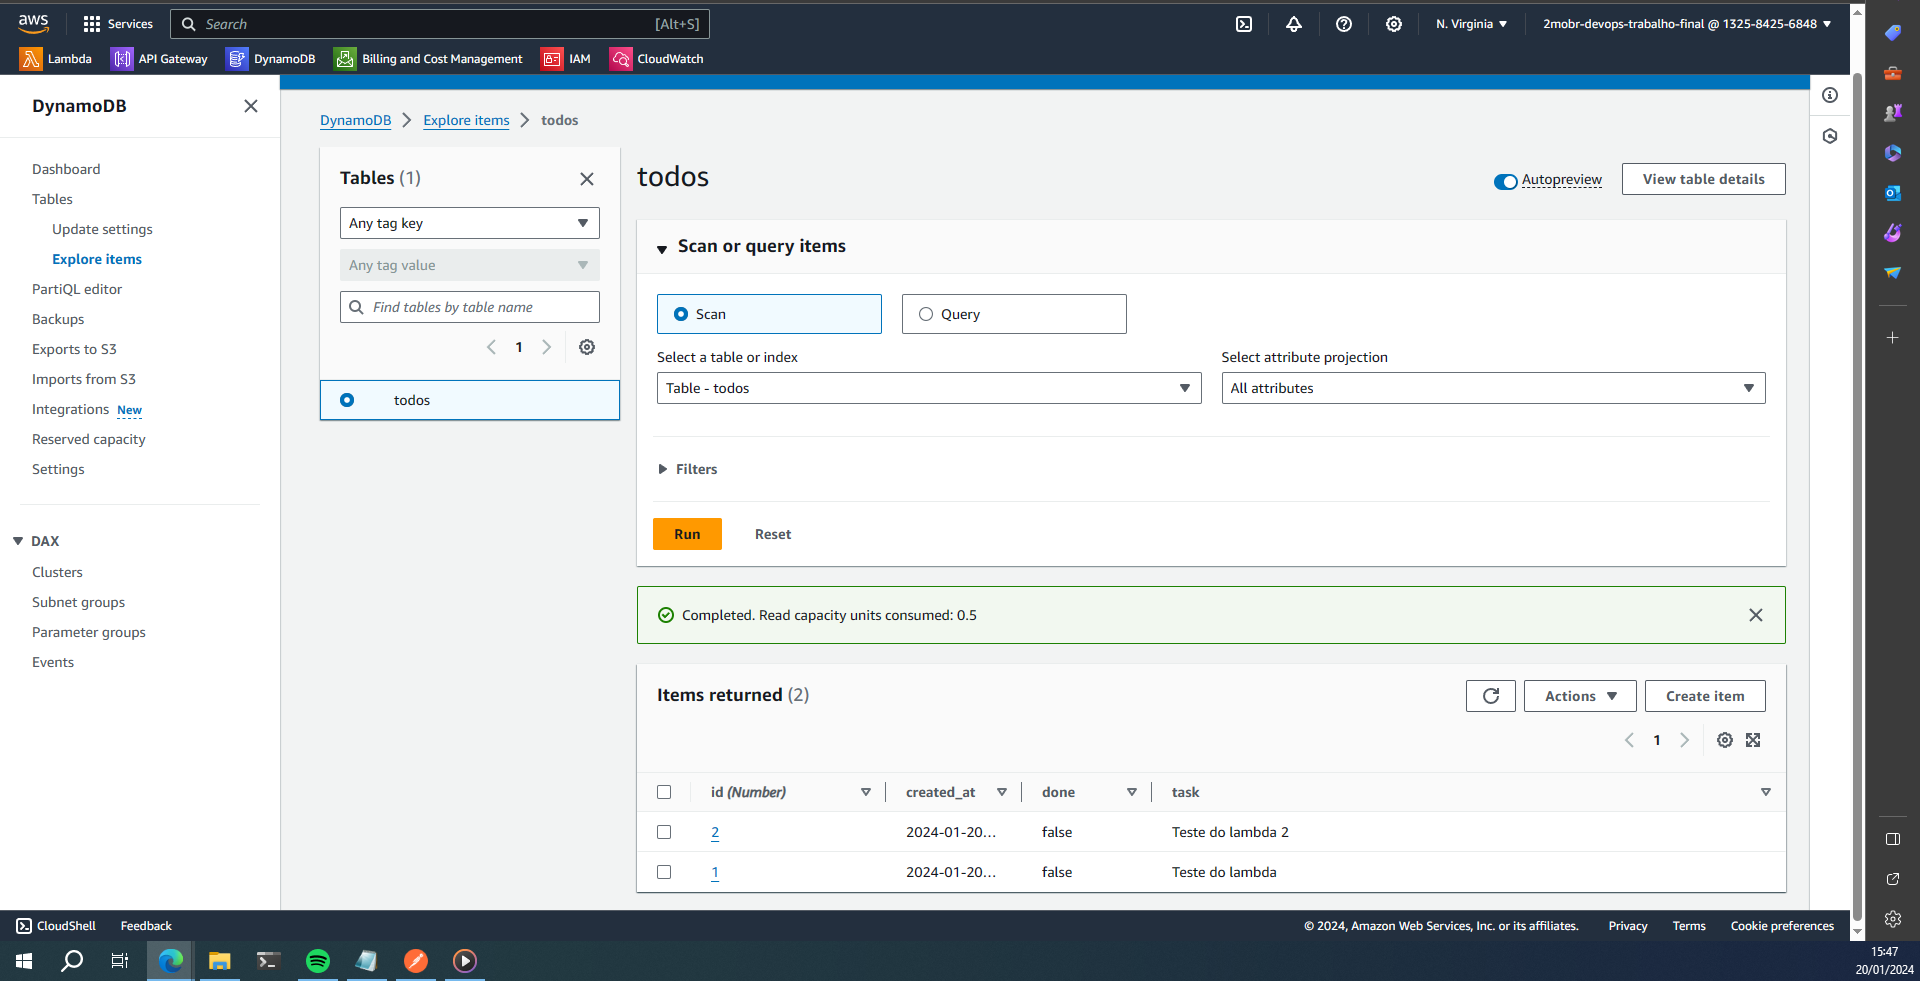 aws
Services
Search
[Alt+S]
N. Virginia
2mobr-devops-trabalho-final @ 1325-8425-6848
Lambda
API Gateway
DynamoDB
Billing and Cost Management
IAM
CloudWatch
DynamoDB
Dashboard
Tables
Update settings
Explore items
PartiQL editor
Backups
Exports to S3
Imports from S3
Integrations New
Reserved capacity
Settings
DAX
Clusters
Subnet groups
Parameter groups
Events
DynamoDB
Explore items
todos
Tables (1)
Any tag key
Any tag value
Find tables by table name
1
todos
todos
Autopreview
View table details
Scan or query items
Scan
Query
Select a table or index
Table - todos
Select attribute projection
All attributes
Filters
Run
Reset
Completed. Read capacity units consumed: 0.5
Items returned (2)
Actions
Create item
1
id (Number)
created_at
done
task
2
2024-01-20...
false
Teste do lambda 2
1
2024-01-20...
false
Teste do lambda
CloudShell
Feedback
© 2024, Amazon Web Services, Inc. or its affiliates.
Privacy
Terms
Cookie preferences
15:47
20/01/2024